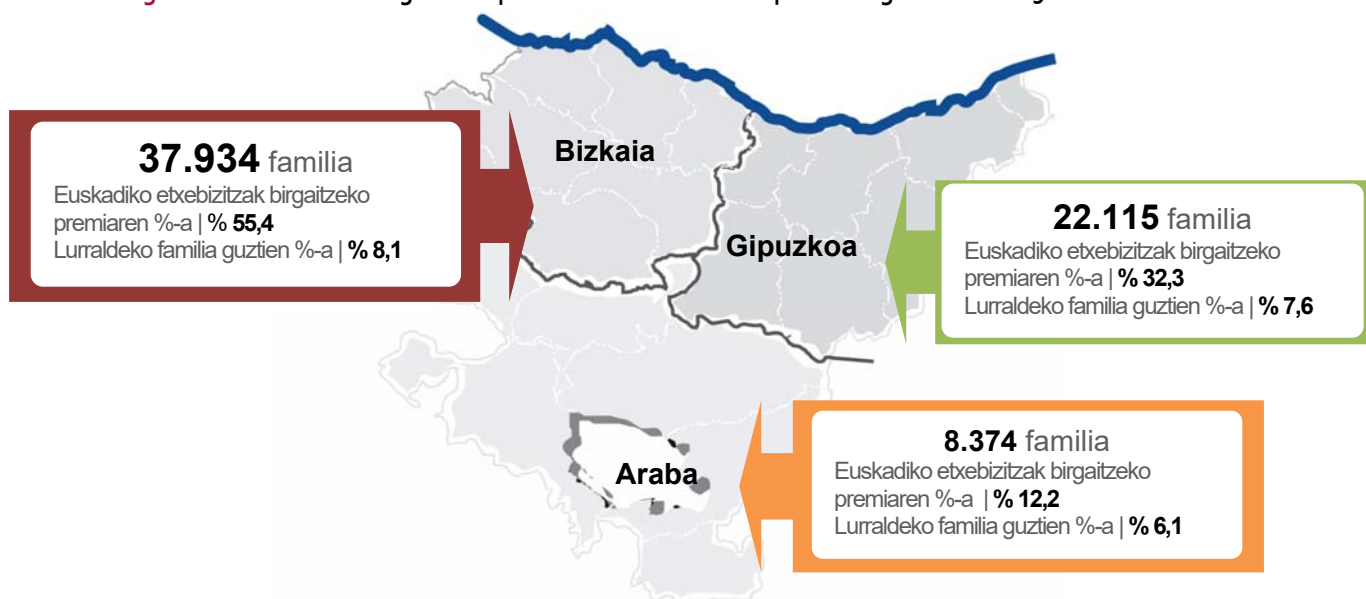 Bizkaia
37.934 familia
Euskadiko etxebizitzak birgaitzeko
premiaren %-a | % 55,4
Lurraldeko familia guztien %-a | % 8,1
Gipuzkoa
22.115 familia
Euskadiko etxebizitzak birgaitzeko
premiaren %-a | % 32,3
Lurraldeko familia guztien %-a | % 7,6
Araba
8.374 familia
Euskadiko etxebizitzak birgaitzeko
premiaren %-a | % 12,2
Lurraldeko familia guztien %-a | % 6,1